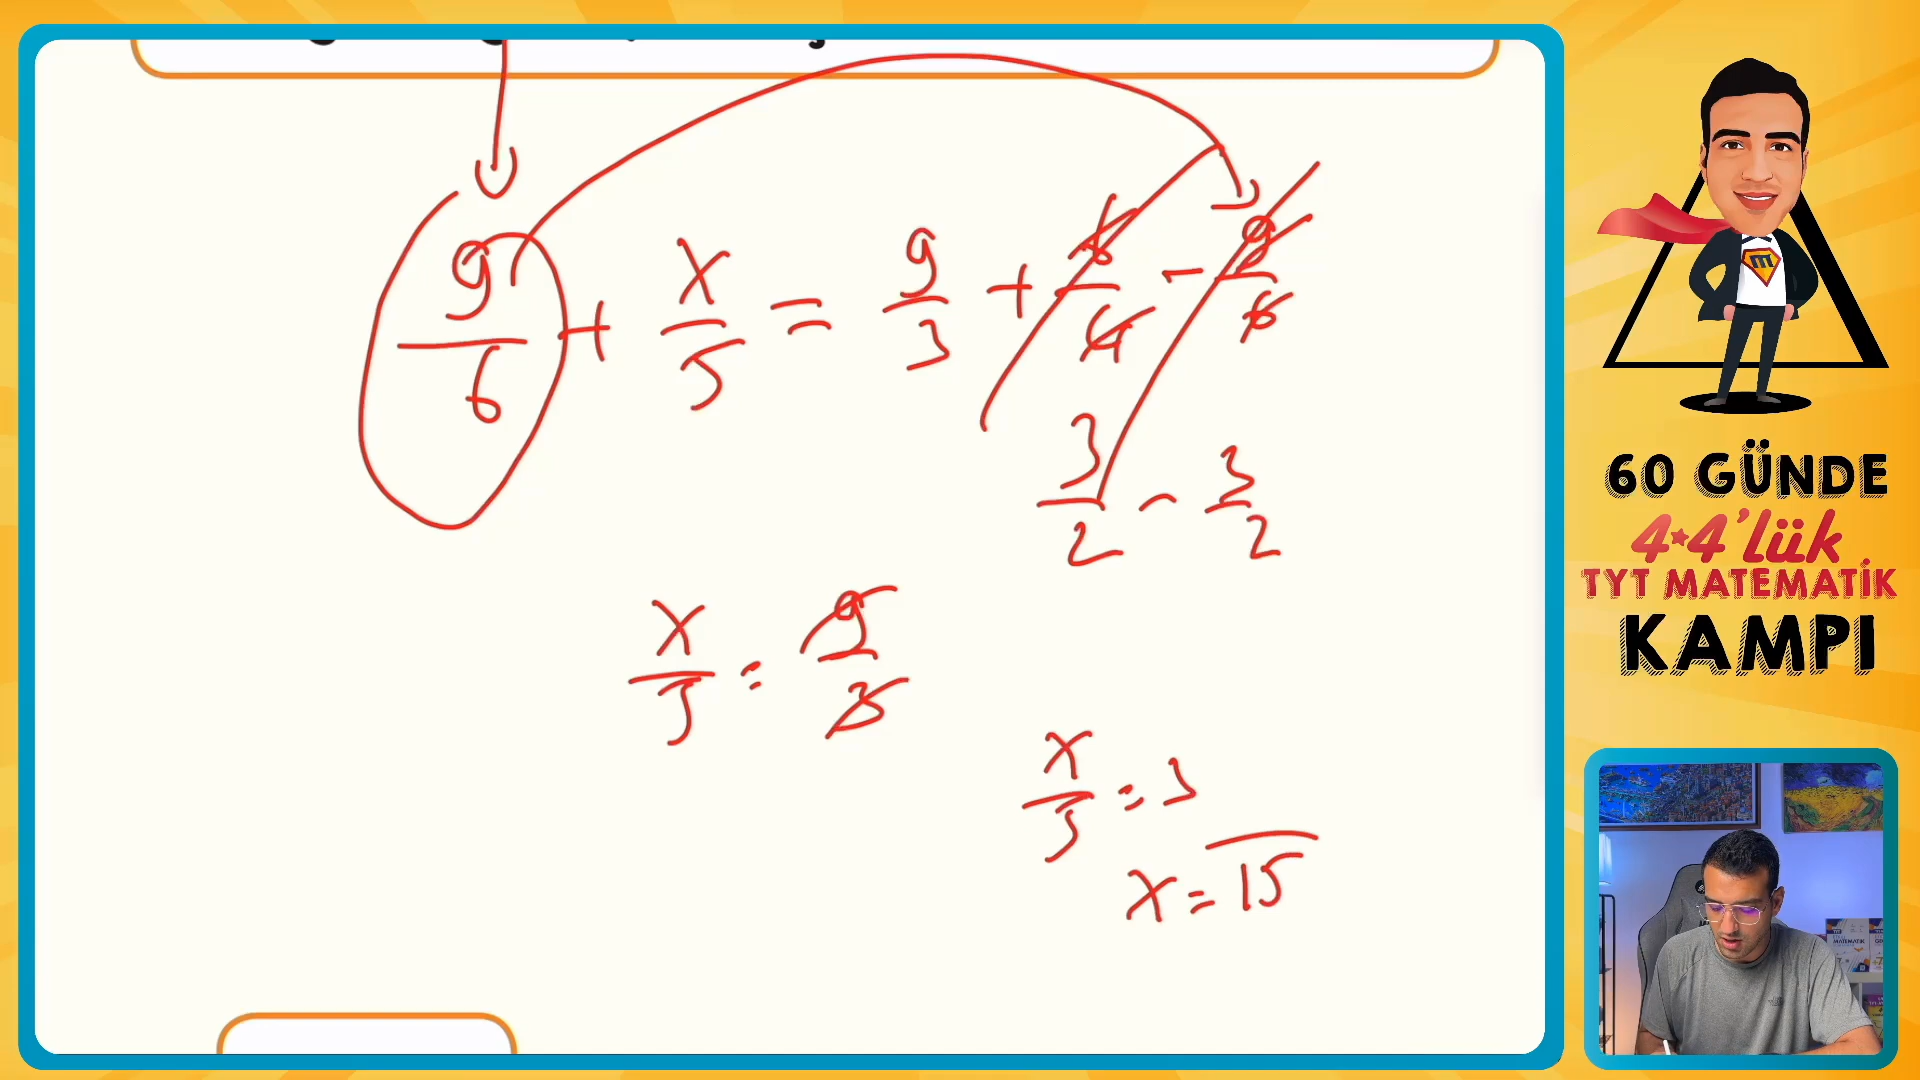 9/6 + x/5 = 9/3 + 6/4 - 9/6
3/2 - 3/2
x/5 = 9/3
x/5 = 3
x = 15
60 GÜNDE
4★4'lük
TYT MATEMATİK
KAMPI
M